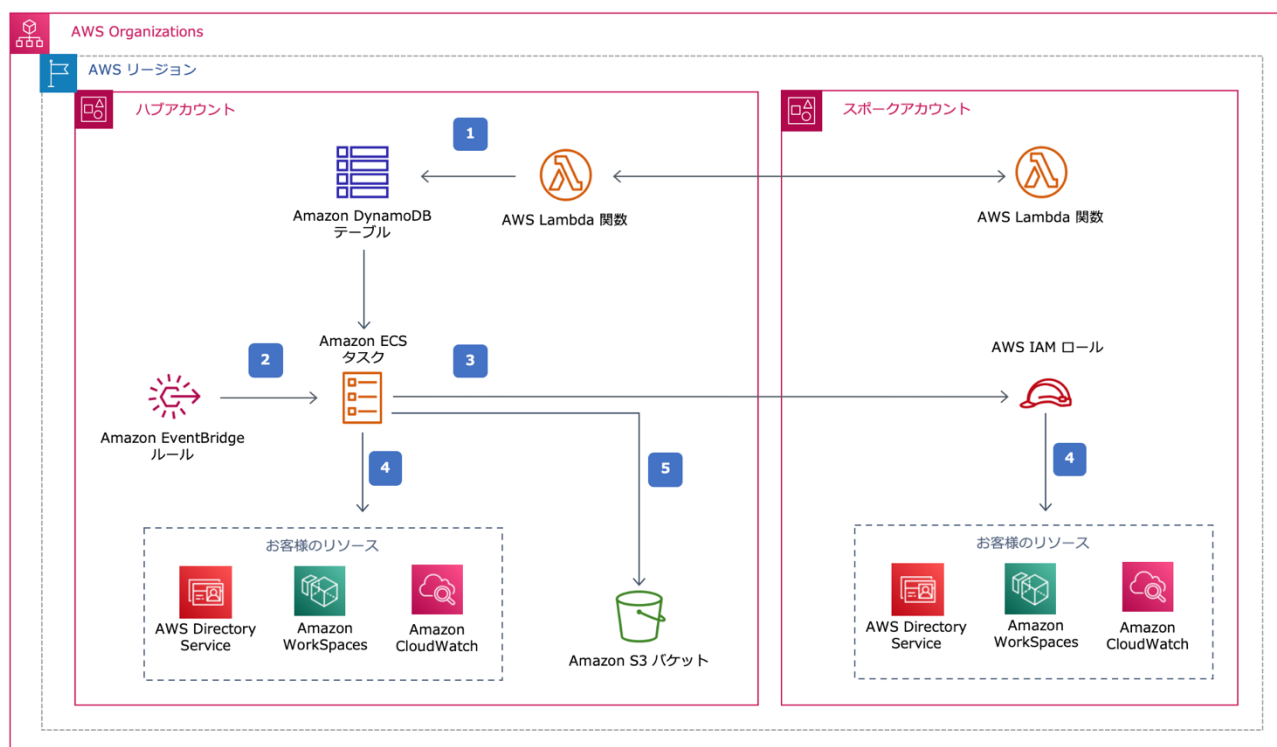 AWS Organizations
AWS リージョン
ハブアカウント
スポークアカウント
1
Amazon DynamoDB
テーブル
AWS Lambda 関数
AWS Lambda 関数
Amazon ECS
タスク
2
3
AWS IAM ロール
Amazon EventBridge
ルール
4
5
4
お客様のリソース
AWS Directory
Service
Amazon
WorkSpaces
Amazon
CloudWatch
Amazon S3 バケット
お客様のリソース
AWS Directory
Service
Amazon
WorkSpaces
Amazon
CloudWatch